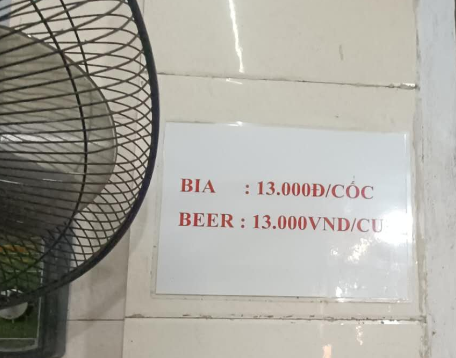 BIA : 13.000Đ/CỐC
BEER : 13.000VND/CU